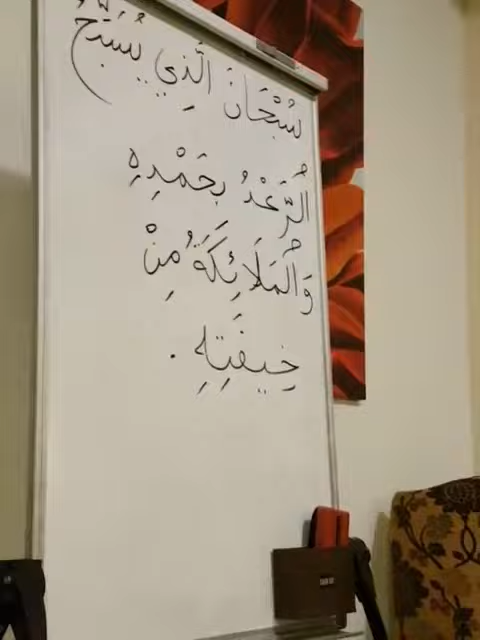 سُبْحَانَ الَّذِي يُسَبِّحُ
الرَّعْدُ بِحَمْدِهِ
وَالْمَلَائِكَةُ مِنْ
خِيفَتِهِ .